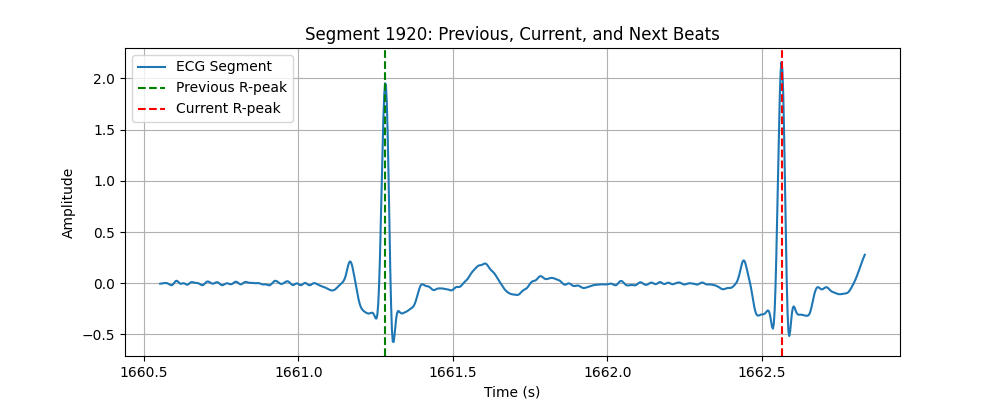 Segment 1920: Previous, Current, and Next Beats
ECG Segment
Previous R-peak
Current R-peak
2.0
1.5
1.0
0.5
0.0
−0.5
Amplitude
1660.5 1661.0 1661.5 1662.0 1662.5
Time (s)